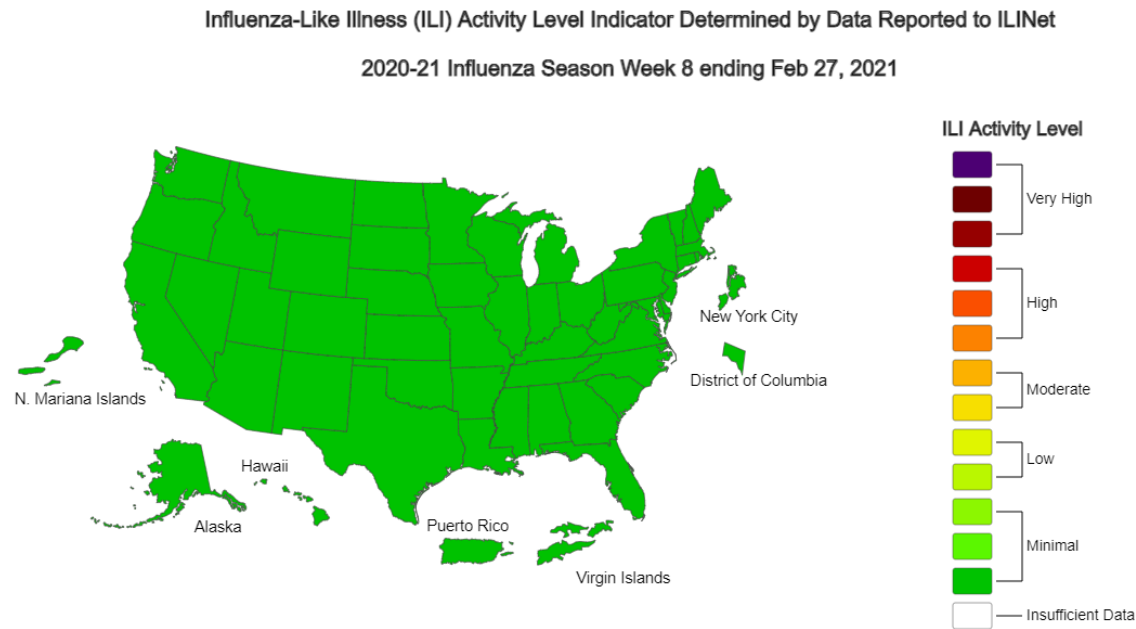 Influenza-Like Illness (ILI) Activity Level Indicator Determined by Data Reported to ILINet
2020-21 Influenza Season Week 8 ending Feb 27, 2021
ILI Activity Level
Very High
High
Moderate
Low
Minimal
Insufficient Data
New York City
District of Columbia
N. Mariana Islands
Hawaii
Alaska
Puerto Rico
Virgin Islands